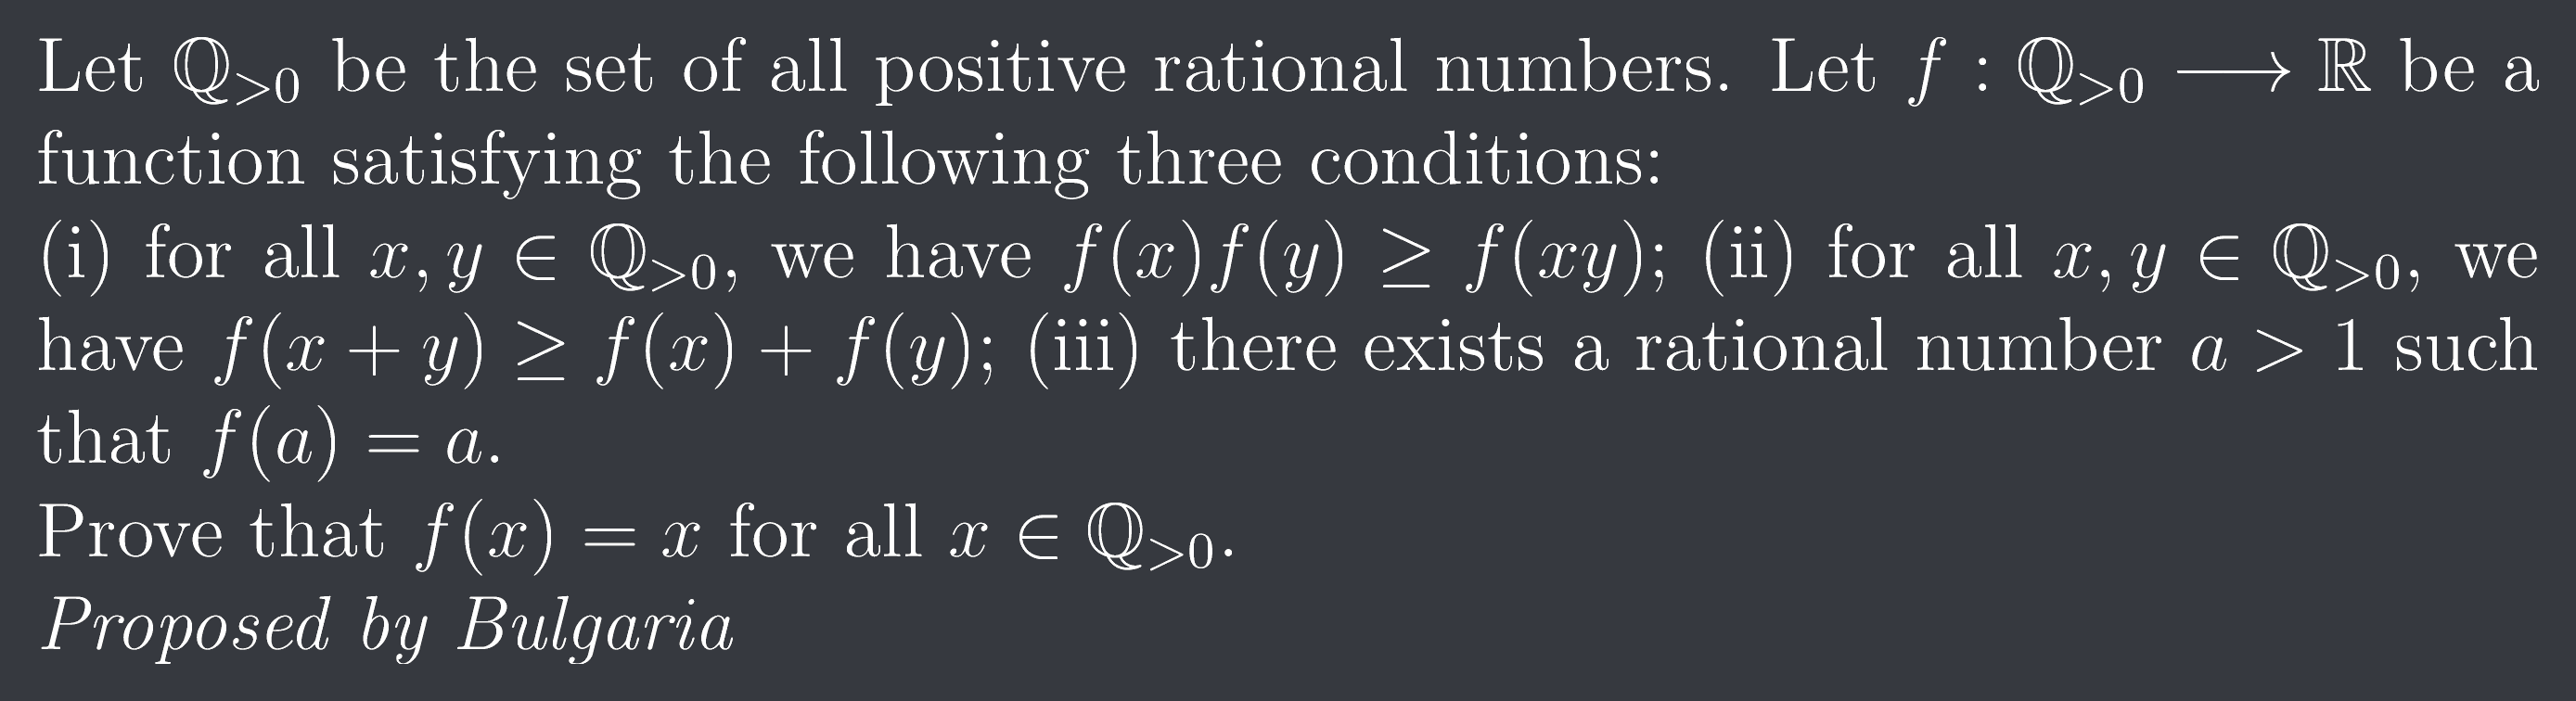 Let ℚ>0 be the set of all positive rational numbers. Let f : ℚ>0 ⟶ ℝ be a
function satisfying the following three conditions:
(i) for all x, y ∈ ℚ>0, we have f(x)f(y) ≥ f(xy); (ii) for all x, y ∈ ℚ>0, we
have f(x + y) ≥ f(x) + f(y); (iii) there exists a rational number a > 1 such
that f(a) = a.
Prove that f(x) = x for all x ∈ ℚ>0.
Proposed by Bulgaria